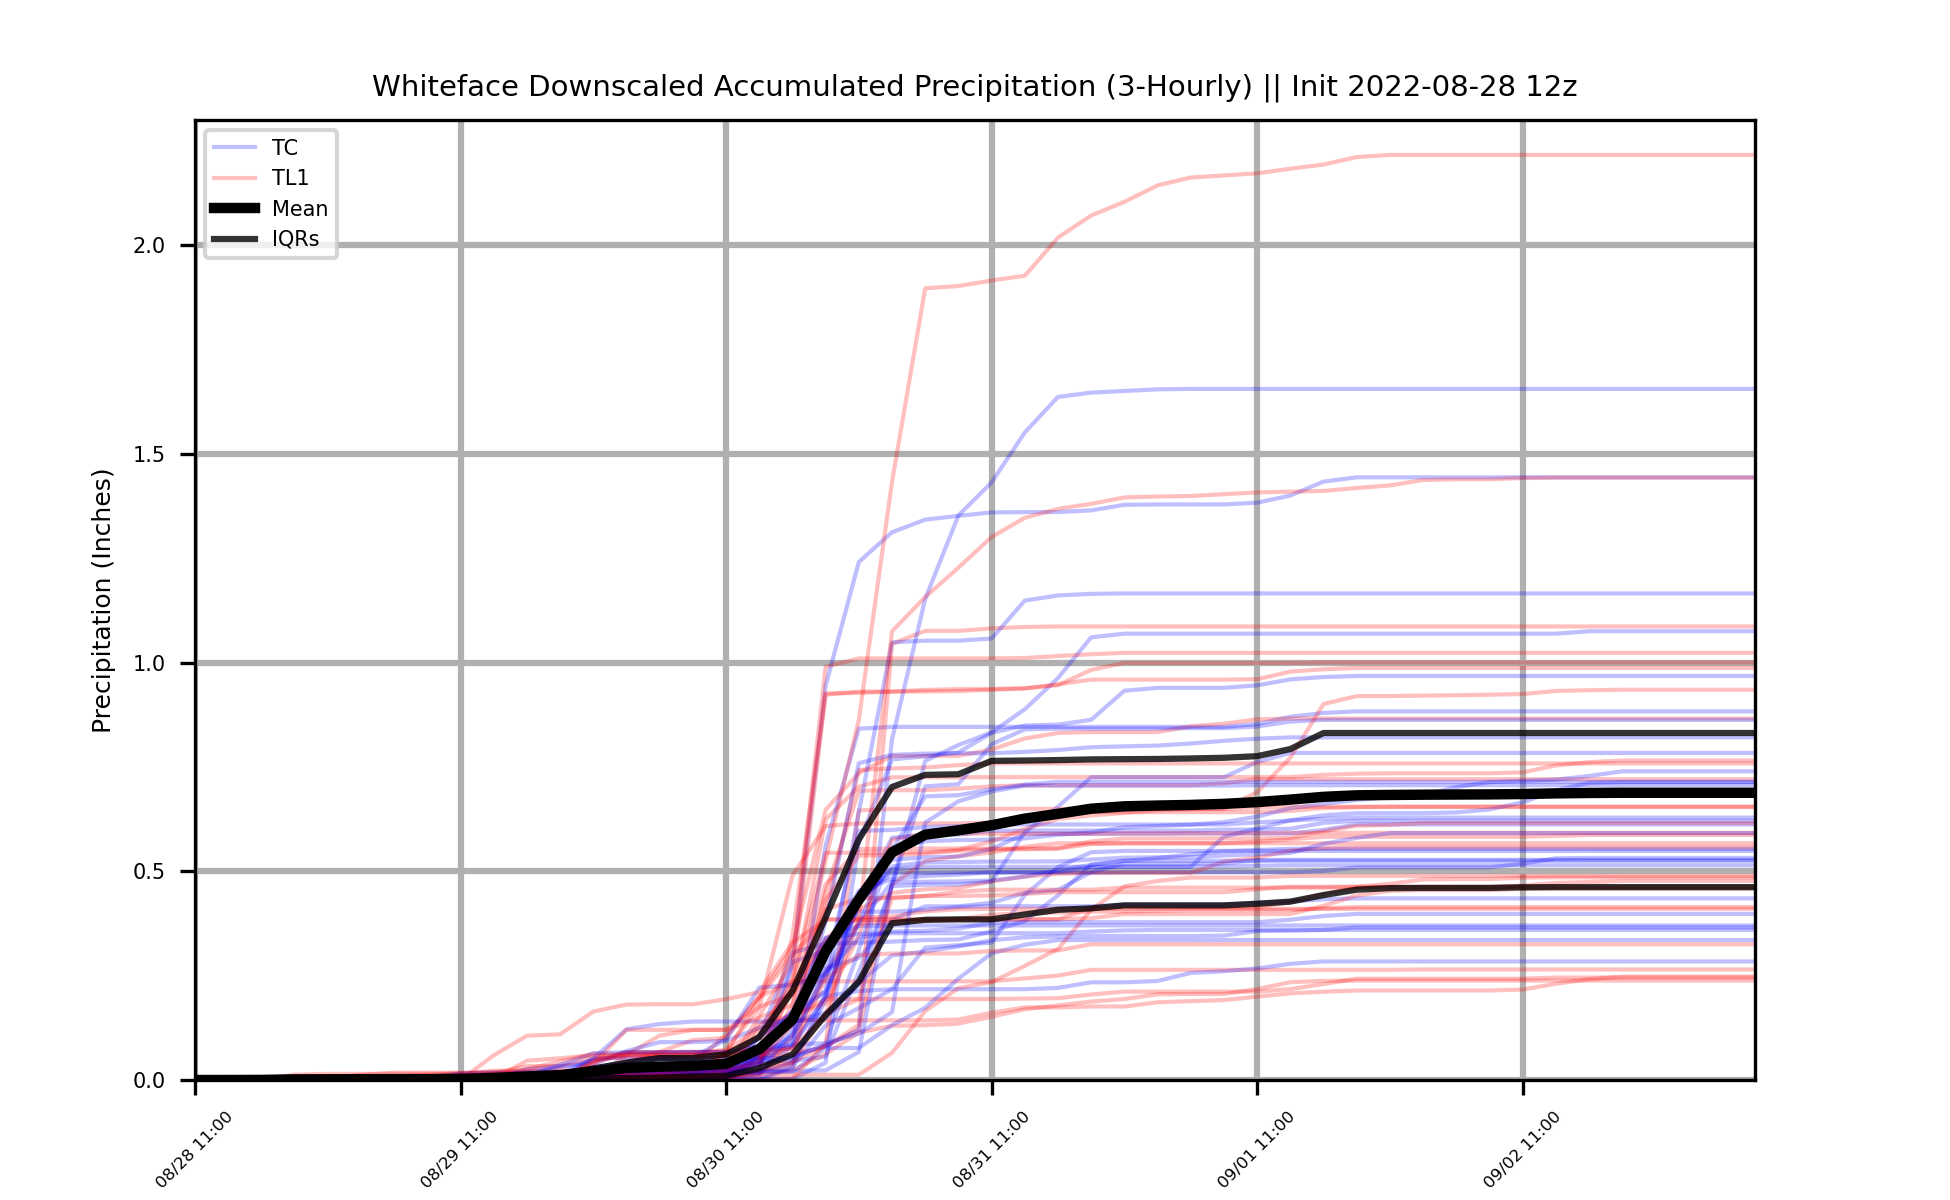 Whiteface Downscaled Accumulated Precipitation (3-Hourly) || Init 2022-08-28 12z
TC
TL1
Mean
IQRs
Precipitation (Inches)
2.0
1.5
1.0
0.5
0.0
08/28 11:00
08/29 11:00
08/30 11:00
08/31 11:00
09/01 11:00
09/02 11:00